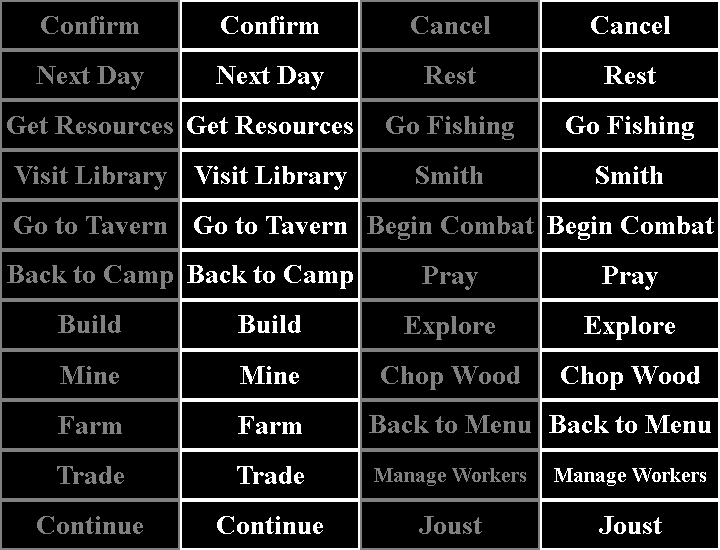 Confirm Confirm Cancel Cancel
Next Day Next Day Rest Rest
Get Resources Get Resources Go Fishing Go Fishing
Visit Library Visit Library Smith Smith
Go to Tavern Go to Tavern Begin Combat Begin Combat
Back to Camp Back to Camp Pray Pray
Build Build Explore Explore
Mine Mine Chop Wood Chop Wood
Farm Farm Back to Menu Back to Menu
Trade Trade Manage Workers Manage Workers
Continue Continue Joust Joust